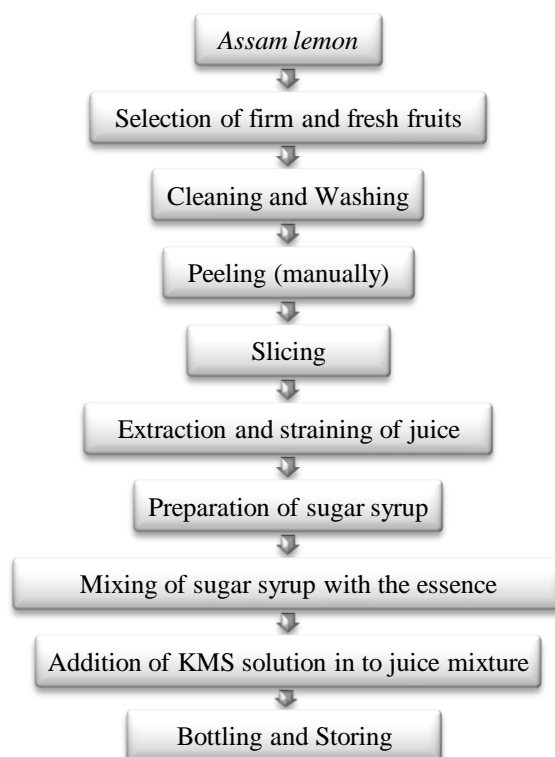 Assam lemon
Selection of firm and fresh fruits
Cleaning and Washing
Peeling (manually)
Slicing
Extraction and straining of juice
Preparation of sugar syrup
Mixing of sugar syrup with the essence
Addition of KMS solution in to juice mixture
Bottling and Storing